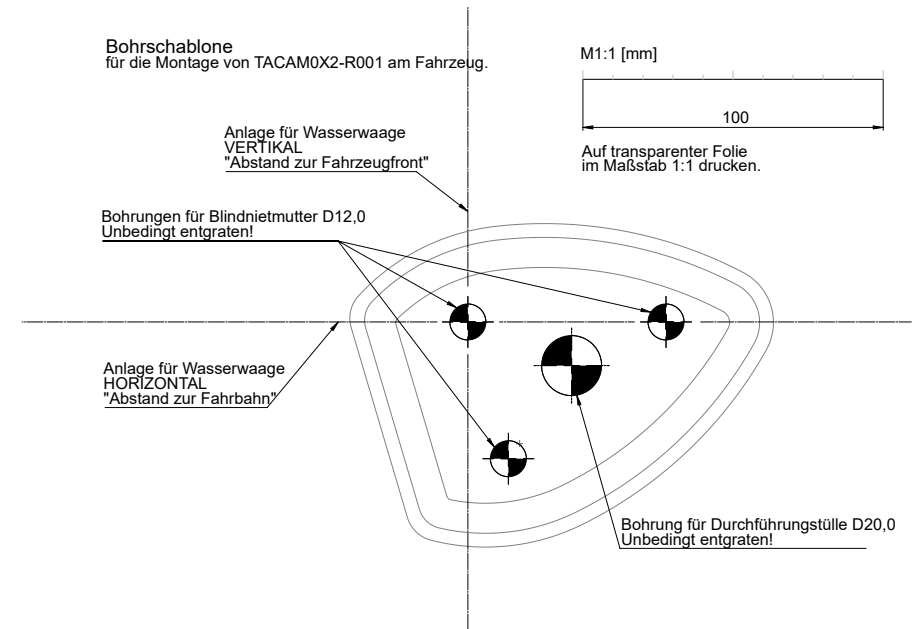 Bohrschablone
für die Montage von TACAM0X2-R001 am Fahrzeug.
M1:1 [mm]
100
Auf transparenter Folie
im Maßstab 1:1 drucken.
Anlage für Wasserwaage
VERTIKAL
"Abstand zur Fahrzeugfront"
Bohrungen für Blindnietmutter D12,0
Unbedingt entgraten!
Anlage für Wasserwaage
HORIZONTAL
"Abstand zur Fahrbahn"
Bohrung für Durchführungstülle D20,0
Unbedingt entgraten!